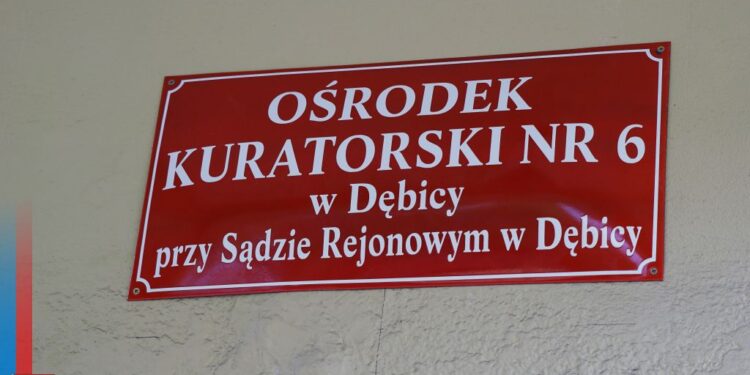 OŚRODEK
KURATORSKI NR 6
w Dębicy
przy Sądzie Rejonowym w Dębicy